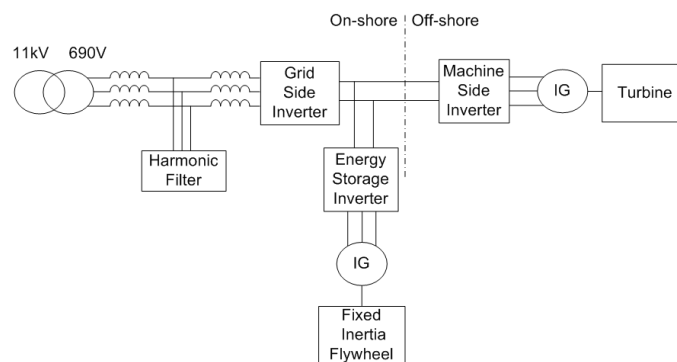 On-shore
Off-shore
11kV
690V
Grid
Side
Inverter
Machine
Side
Inverter
IG
Turbine
Harmonic
Filter
Energy
Storage
Inverter
IG
Fixed
Inertia
Flywheel